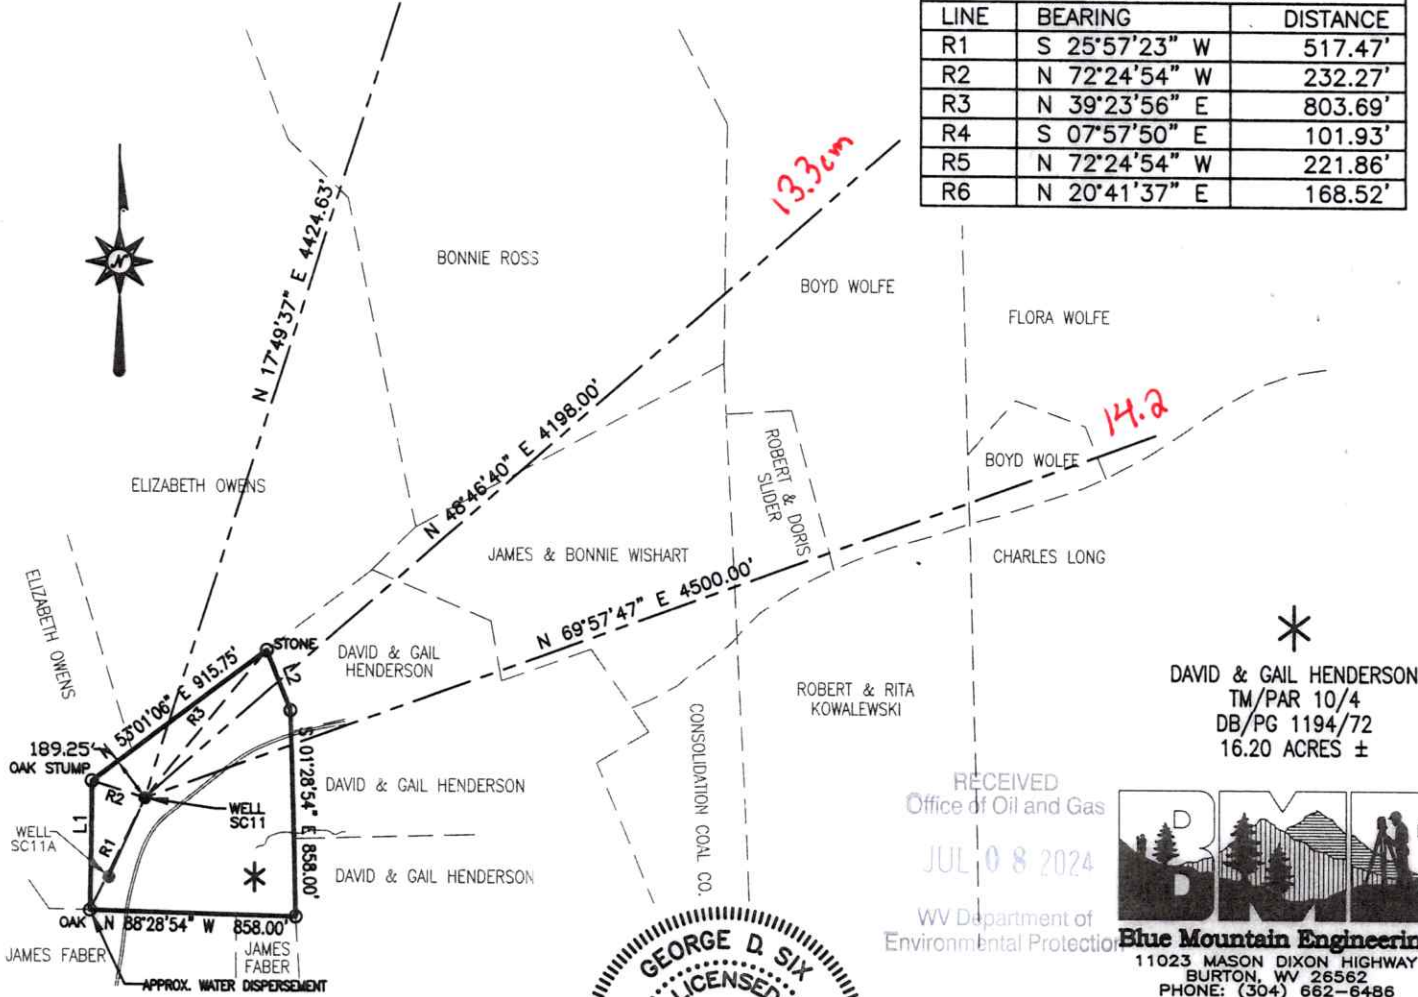 LINE BEARING DISTANCE
R1 S 25°57'23" W 517.47'
R2 N 72°24'54" W 232.27'
R3 N 39°23'56" E 803.69'
R4 S 07°57'50" E 101.93'
R5 N 72°24'54" W 221.86'
R6 N 20°41'37" E 168.52'
13.3cm
N
N 17°49'37" E 4424.63'
BONNIE ROSS
BOYD WOLFE
FLORA WOLFE
N 48°46'40" E 4198.00'
14.2
ROBERT & DORIS
SLIDER
BOYD WOLFE
ELIZABETH OWENS
JAMES & BONNIE WISHART
CHARLES LONG
N 69°57'47" E 4500.00'
ELIZABETH OWENS
STONE
DAVID & GAIL
HENDERSON
N 53°01'06" E 915.75'
R3
L2
ROBERT & RITA
KOWALEWSKI
DAVID & GAIL HENDERSON
TM/PAR 10/4
DB/PG 1194/72
16.20 ACRES ±
189.25'
OAK STUMP
R2
WELL
SC11
S 01°28'54" E 858.00'
DAVID & GAIL HENDERSON
CONSOLIDATION COAL CO.
L1
WELL
SC11A
R1
DAVID & GAIL HENDERSON
OAK
N 88°28'54" W 858.00'
JAMES FABER
JAMES
FABER
APPROX. WATER DISPERSEMENT
RECEIVED
Office of Oil and Gas
JUL 08 2024
WV Department of
Environmental Protection
GEORGE D. SIX
LICENSED
BM
Blue Mountain Engineerin
11023 MASON DIXON HIGHWAY
BURTON, WV 26562
PHONE: (304) 662-6486